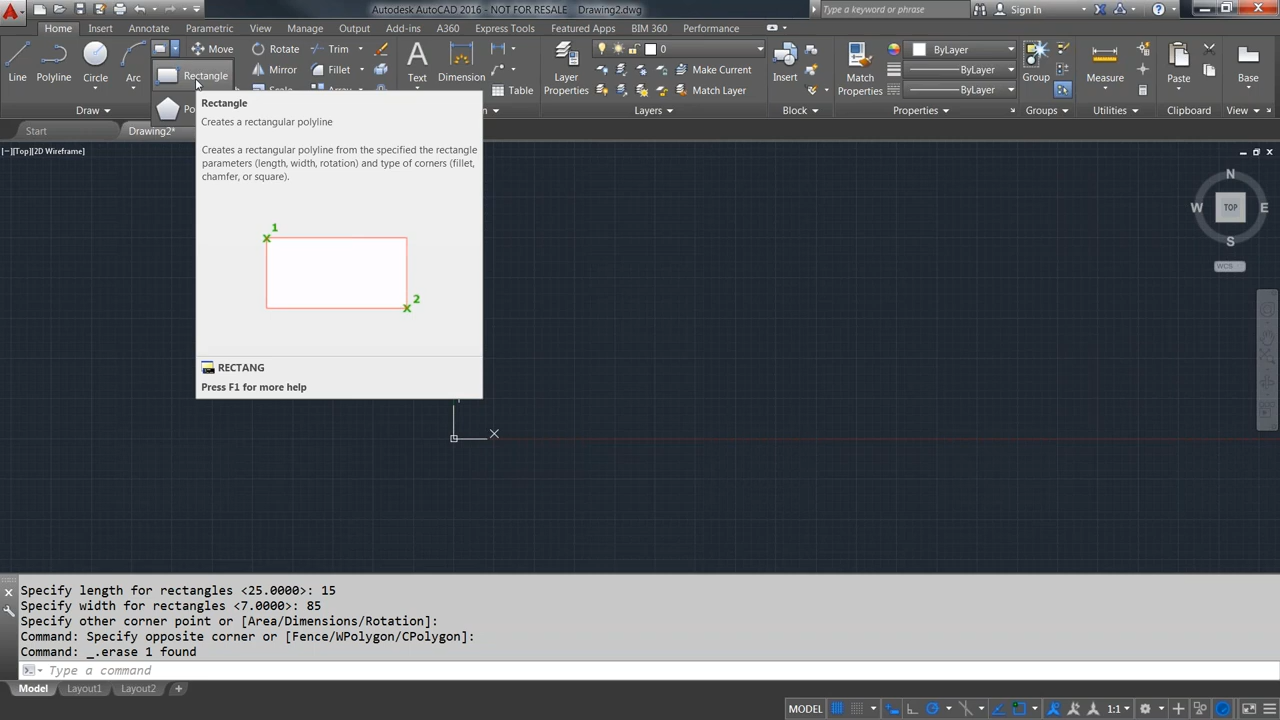 Autodesk AutoCAD 2016 - NOT FOR RESALE Drawing2.dwg
Type a keyword or phrase
Sign In
Home Insert Annotate Parametric View Manage Output Add-ins A360 Express Tools Featured Apps BIM 360 Performance
Line
Polyline
Circle
Arc
Rectangle
Move
Rotate
Trim
Mirror
Fillet
Text
Dimension
Table
Layer
Properties
0
Make Current
Match Layer
Insert
Match
Properties
ByLayer
ByLayer
ByLayer
Group
Measure
Paste
Base
Draw
Layers
Block
Properties
Groups
Utilities
Clipboard
View
Start
Drawing2*
[−][Top][2D Wireframe]
Rectangle
Creates a rectangular polyline
Creates a rectangular polyline from the specified the rectangle
parameters (length, width, rotation) and type of corners (fillet,
chamfer, or square).
1
2
RECTANG
Press F1 for more help
N
W
TOP
E
S
WCS
X
Specify length for rectangles <25.0000>: 15
Specify width for rectangles <7.0000>: 85
Specify other corner point or [Area/Dimensions/Rotation]:
Command: Specify opposite corner or [Fence/WPolygon/CPolygon]:
Command: _.erase 1 found
Type a command
Model Layout1 Layout2 +
MODEL
1:1